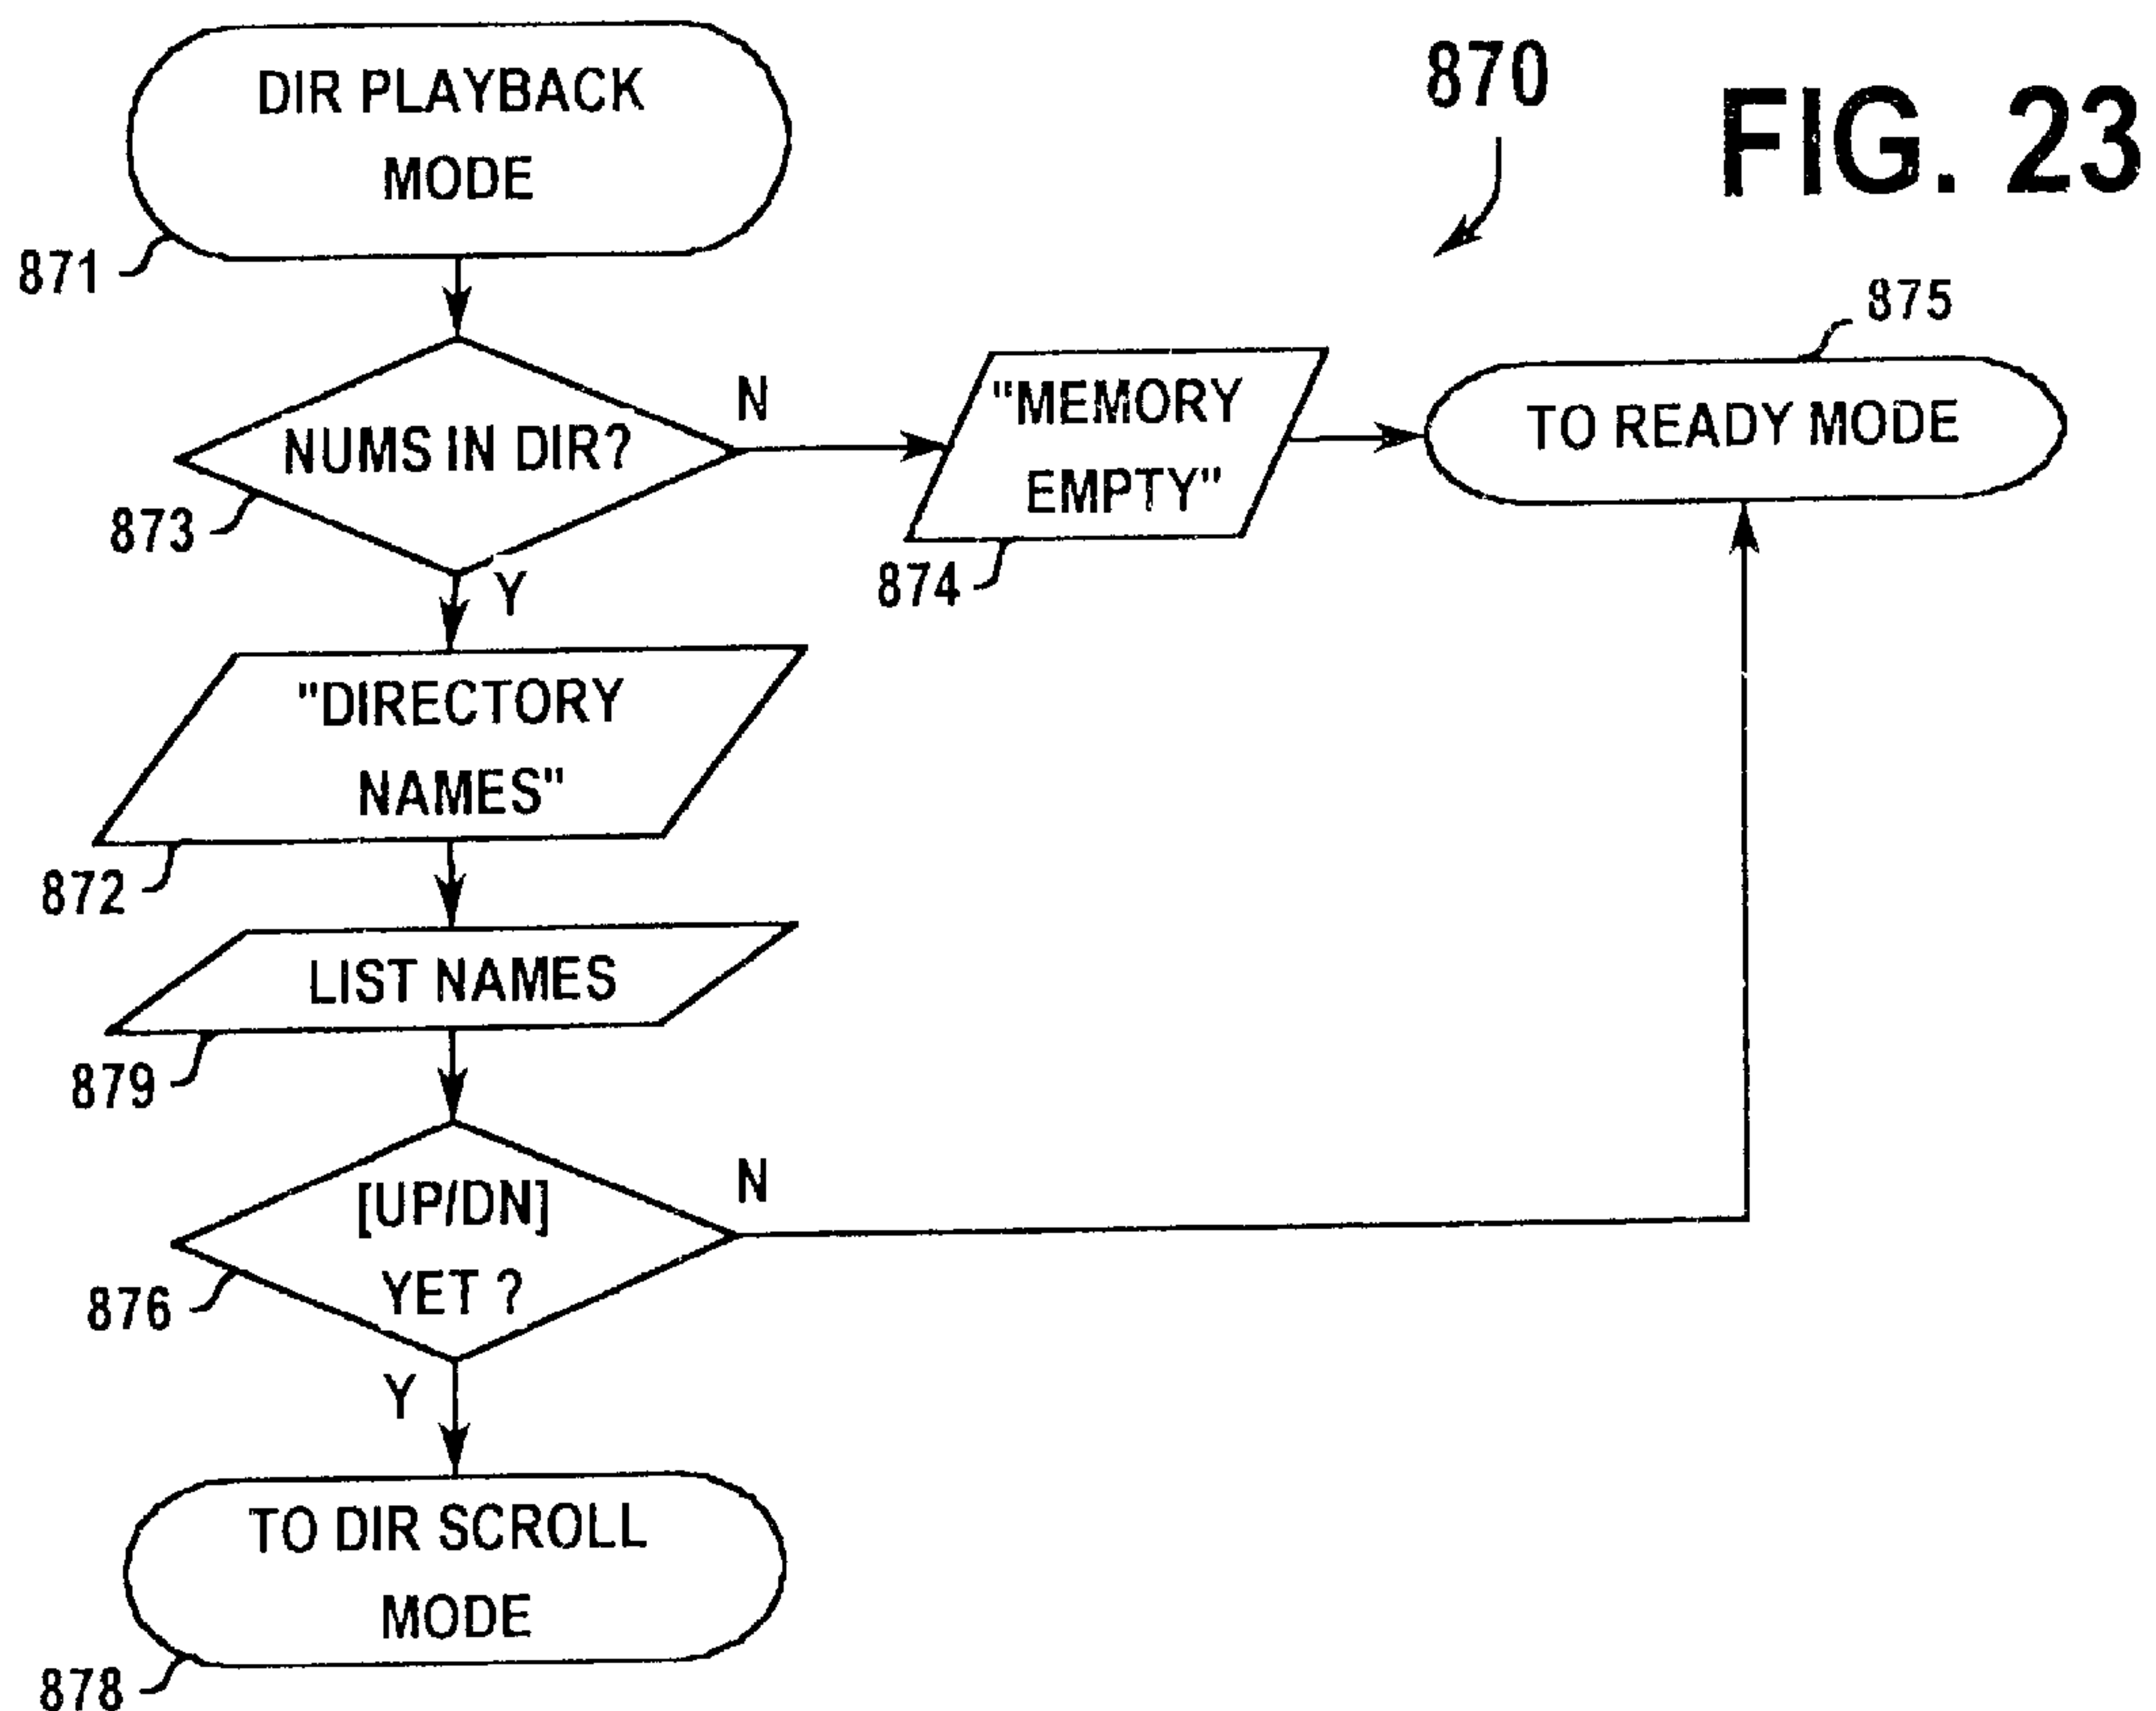 DIR PLAYBACK
MODE
871
870
FIG. 23
NUMS IN DIR?
873
N
Y
"MEMORY
EMPTY"
874
875
TO READY MODE
"DIRECTORY
NAMES"
872
LIST NAMES
879
[UP/DN]
YET ?
876
N
Y
TO DIR SCROLL
MODE
878